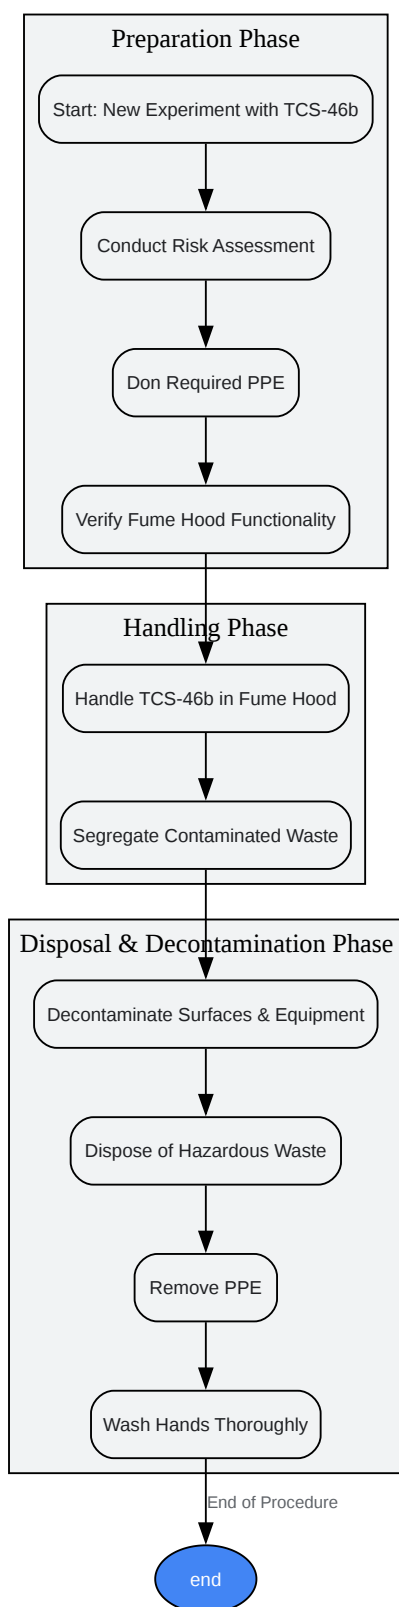 Preparation Phase
Start: New Experiment with TCS-46b
Conduct Risk Assessment
Don Required PPE
Verify Fume Hood Functionality
Handling Phase
Handle TCS-46b in Fume Hood
Segregate Contaminated Waste
Disposal & Decontamination Phase
Decontaminate Surfaces & Equipment
Dispose of Hazardous Waste
Remove PPE
Wash Hands Thoroughly
End of Procedure
end